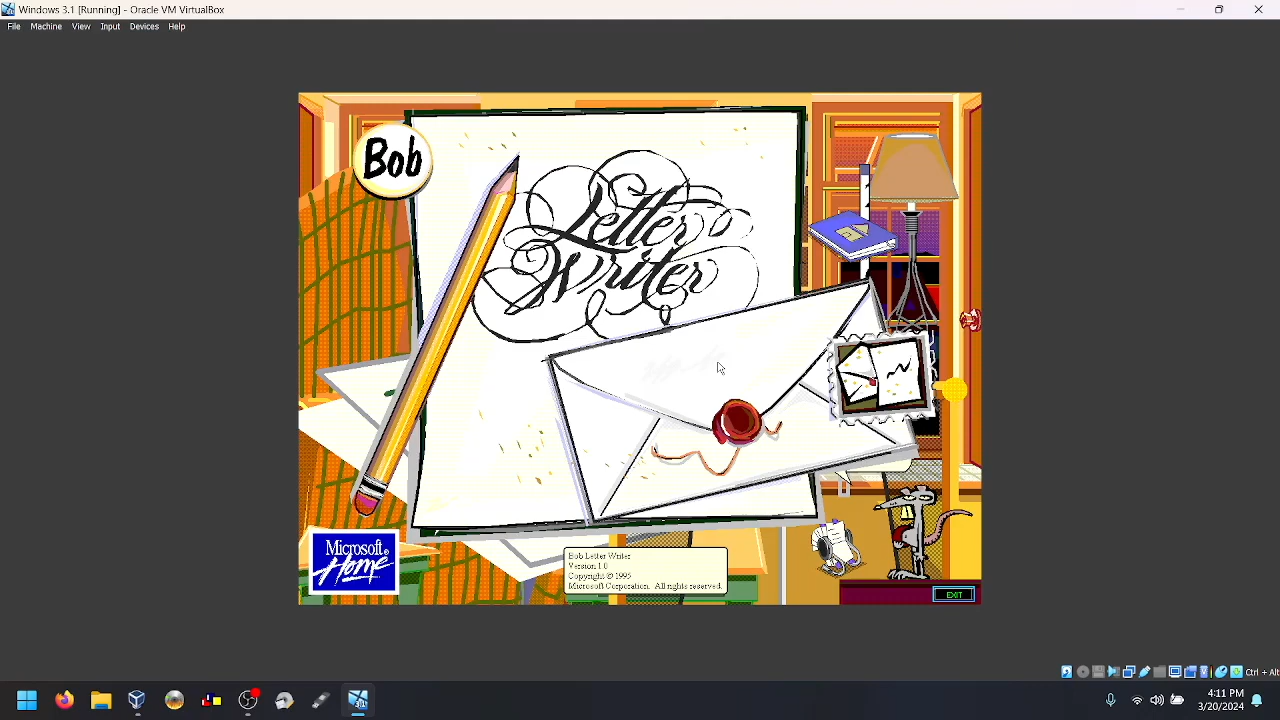 Windows 3.1 [Running] - Oracle VM VirtualBox
File Machine View Input Devices Help
Bob
Letter
Writer
Microsoft
Home
Bob Letter Writer
Version 1.0
Copyright © 1995
Microsoft Corporation. All rights reserved.
EXIT
Ctrl + Alt
4:11 PM
3/20/2024